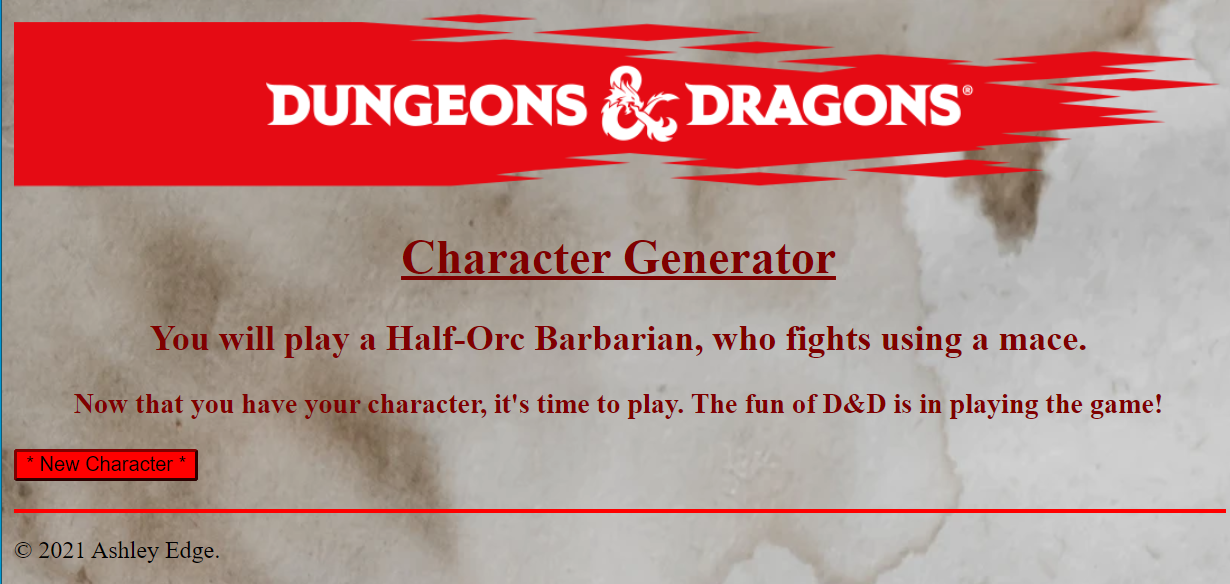 DUNGEONS & DRAGONS®
Character Generator
You will play a Half-Orc Barbarian, who fights using a mace.
Now that you have your character, it's time to play. The fun of D&D is in playing the game!
* New Character *
© 2021 Ashley Edge.